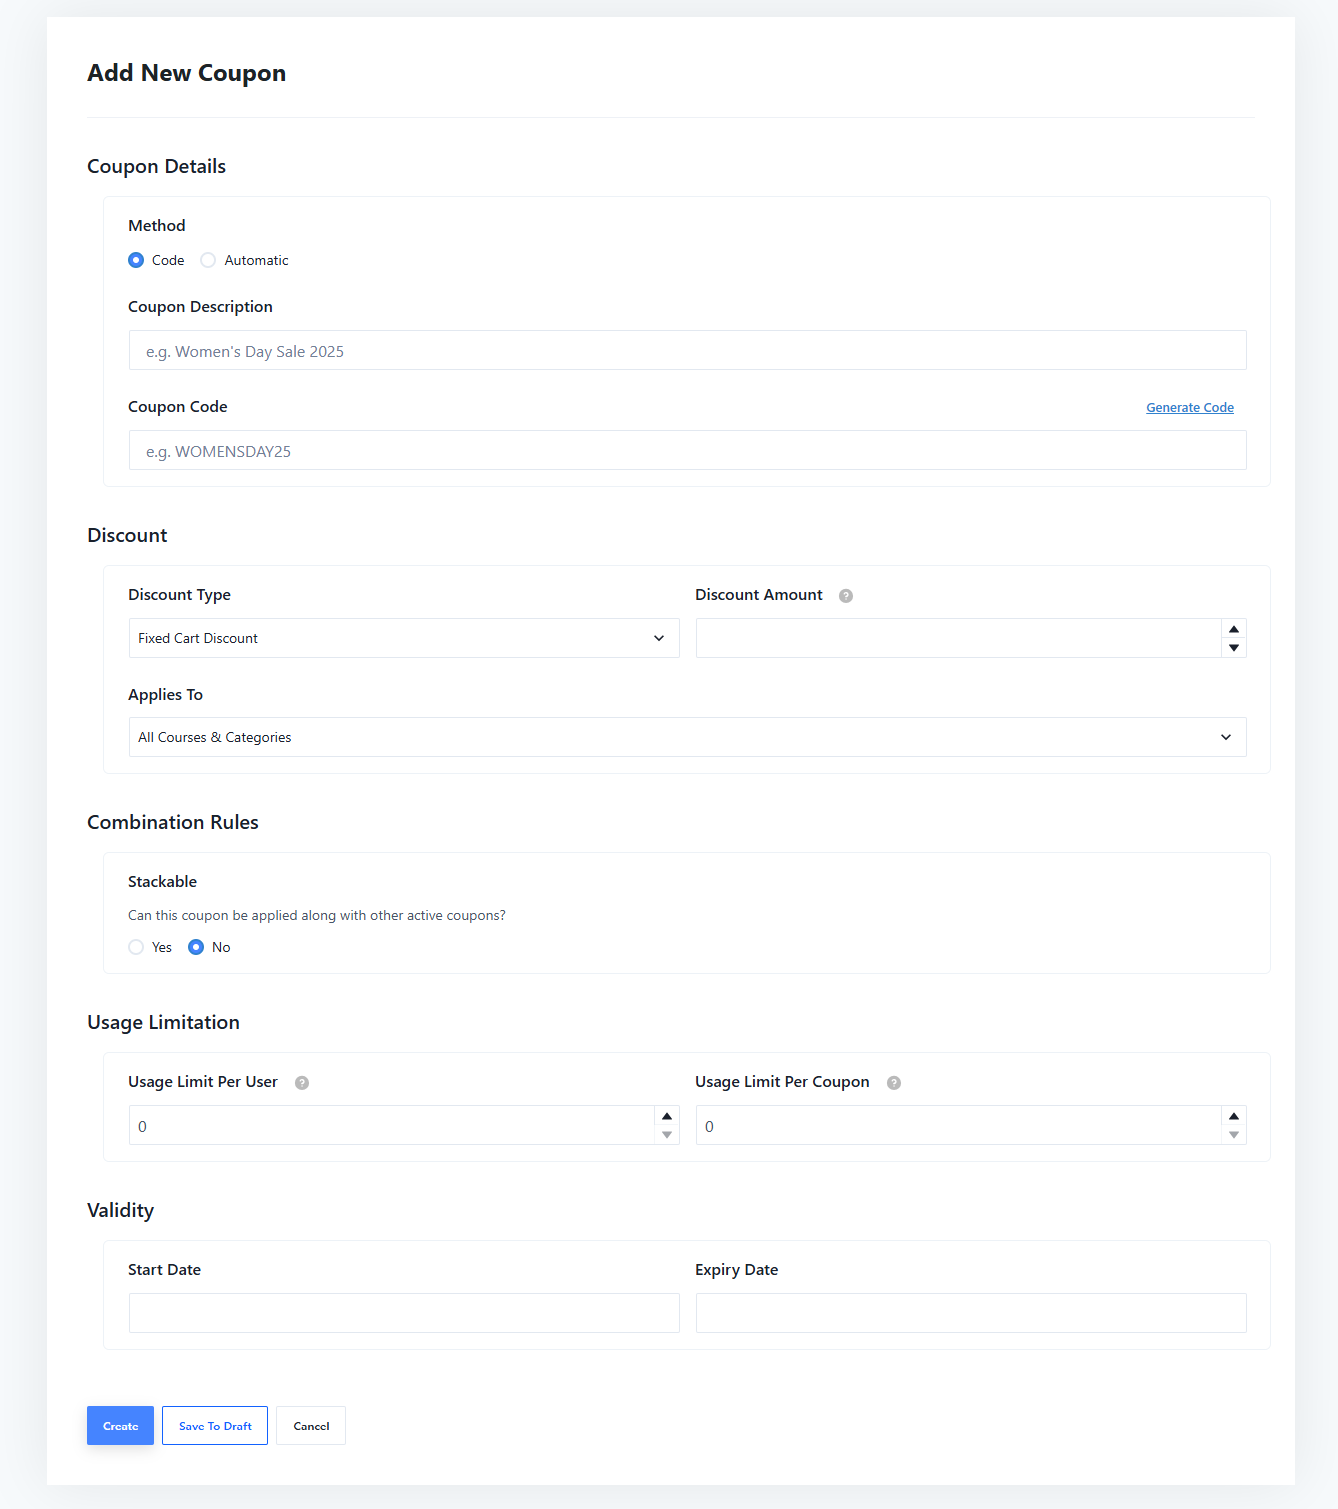 Add New Coupon
Coupon Details
Method
Code Automatic
Coupon Description
e.g. Women's Day Sale 2025
Coupon Code Generate Code
e.g. WOMENSDAY25
Discount
Discount Type Discount Amount ?
Fixed Cart Discount
Applies To
All Courses & Categories
Combination Rules
Stackable
Can this coupon be applied along with other active coupons?
Yes No
Usage Limitation
Usage Limit Per User ? Usage Limit Per Coupon ?
0 0
Validity
Start Date Expiry Date
Create Save To Draft Cancel